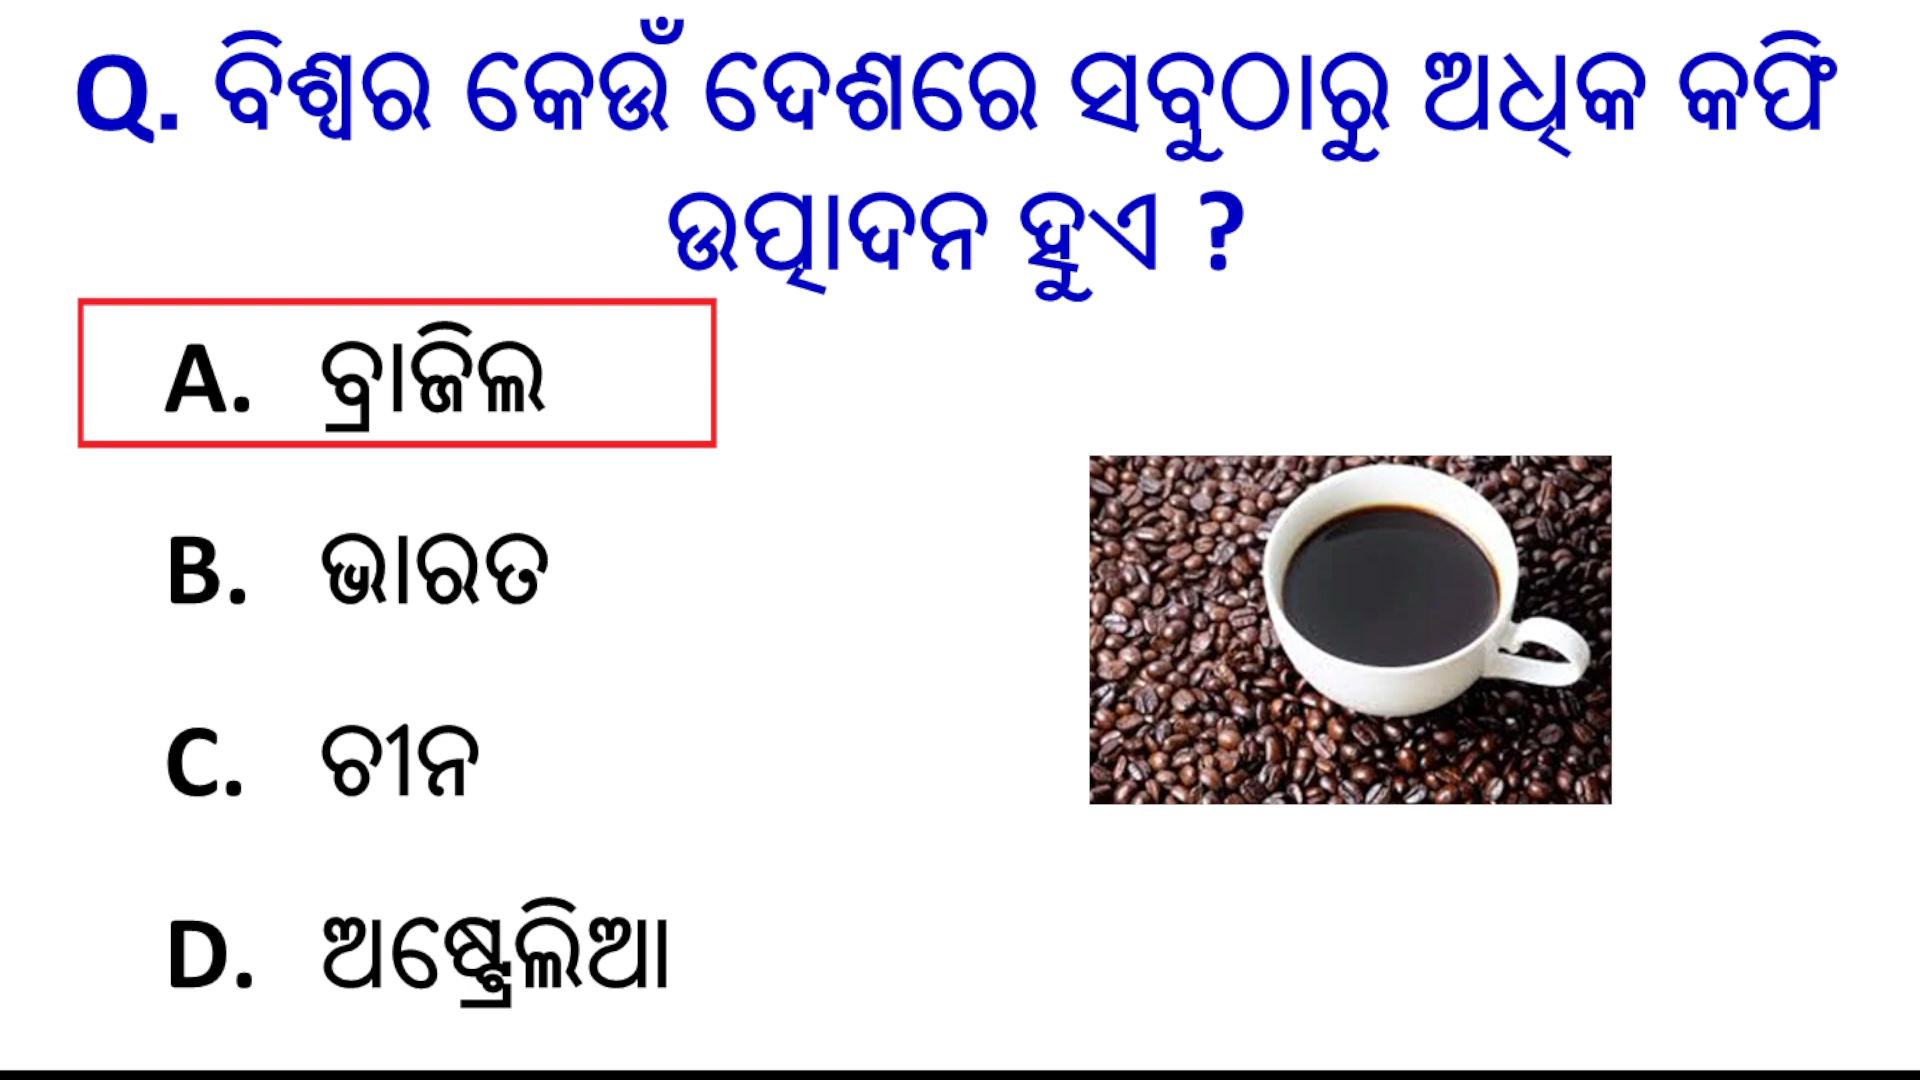 Q. ବିଶ୍ୱର କେଉଁ ଦେଶରେ ସବୁଠାରୁ ଅଧିକ କଫି
ଉତ୍ପାଦନ ହୁଏ ?
A. ବ୍ରାଜିଲ
B. ଭାରତ
C. ଚୀନ
D. ଅଷ୍ଟ୍ରେଲିଆ